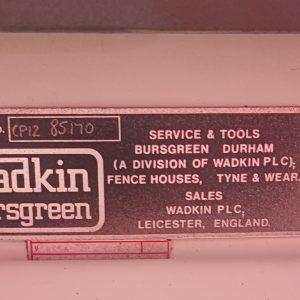 CP12 85170
SERVICE & TOOLS
BURSGREEN DURHAM
(A DIVISION OF WADKIN PLC),
FENCE HOUSES, TYNE & WEAR.
SALES
WADKIN PLC,
LEICESTER, ENGLAND.
adkin
rsgreen